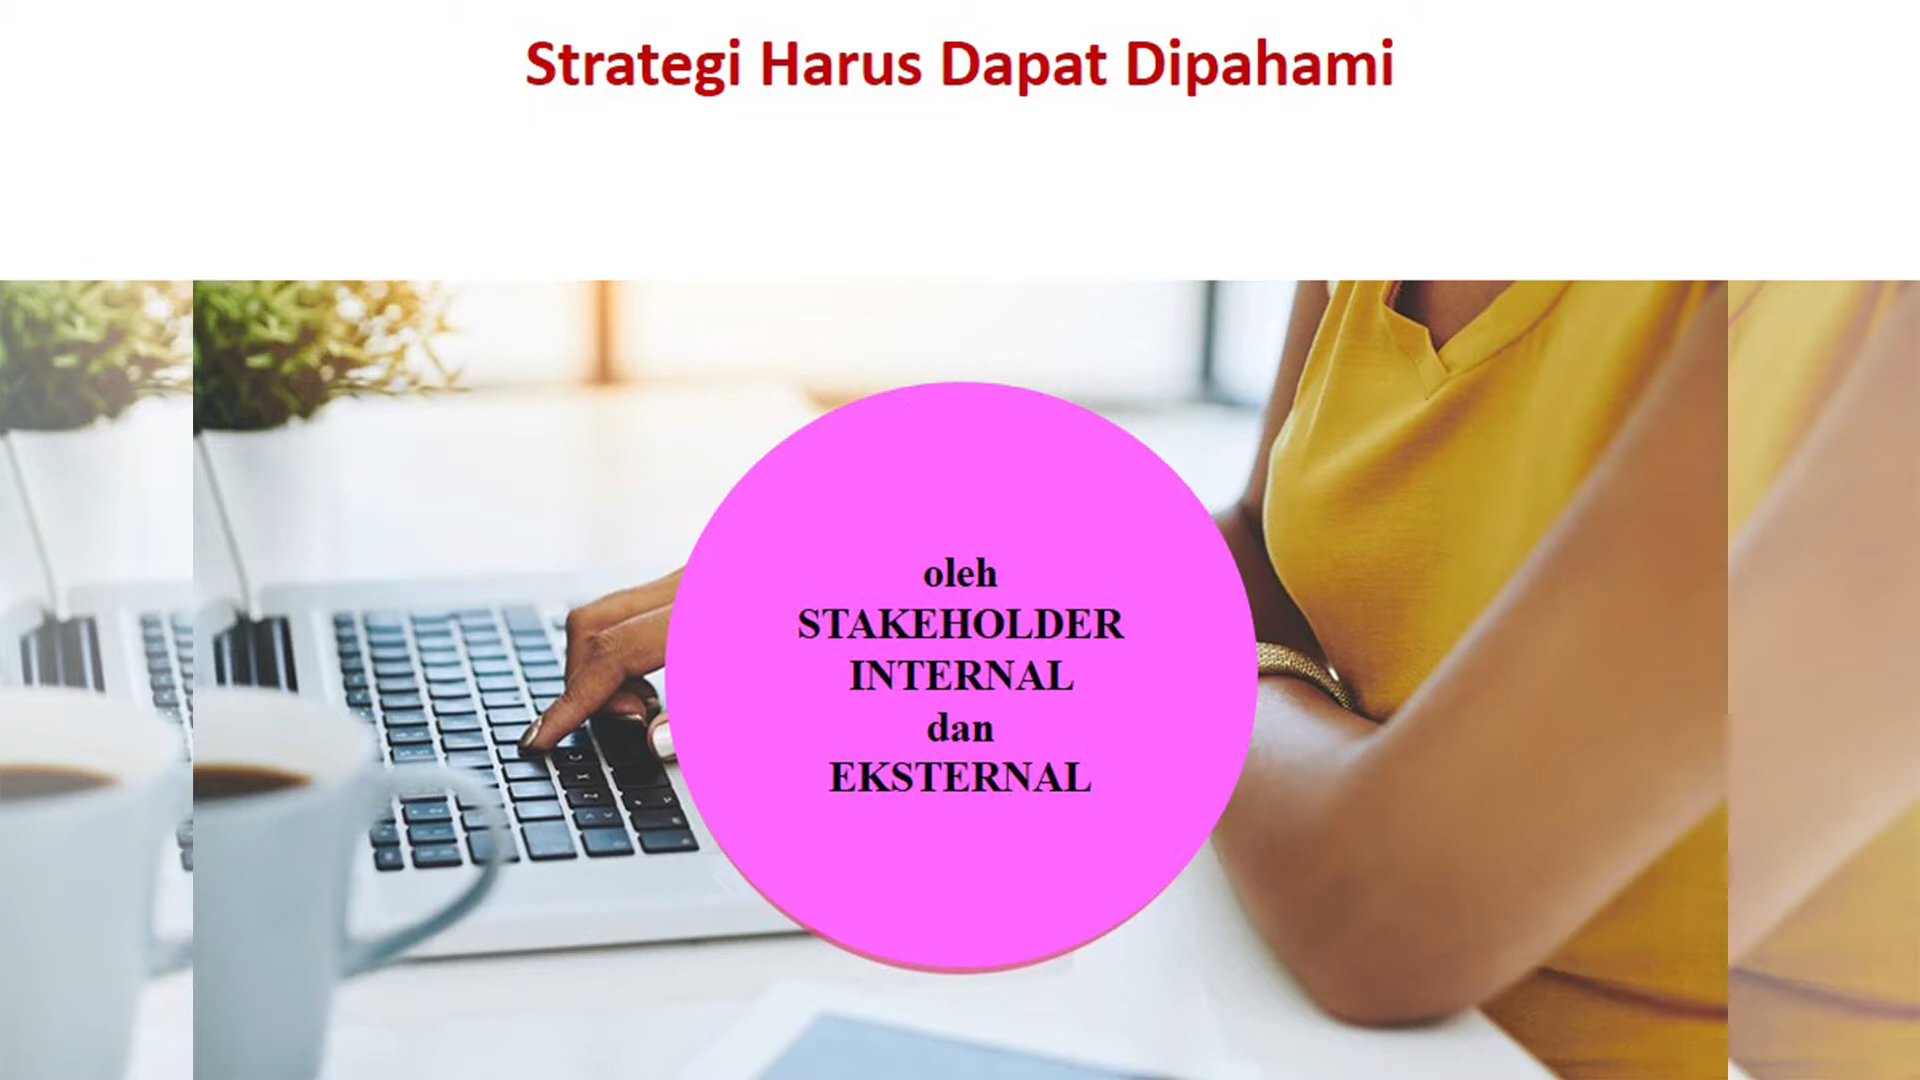 Strategi Harus Dapat Dipahami
oleh
STAKEHOLDER
INTERNAL
dan
EKSTERNAL